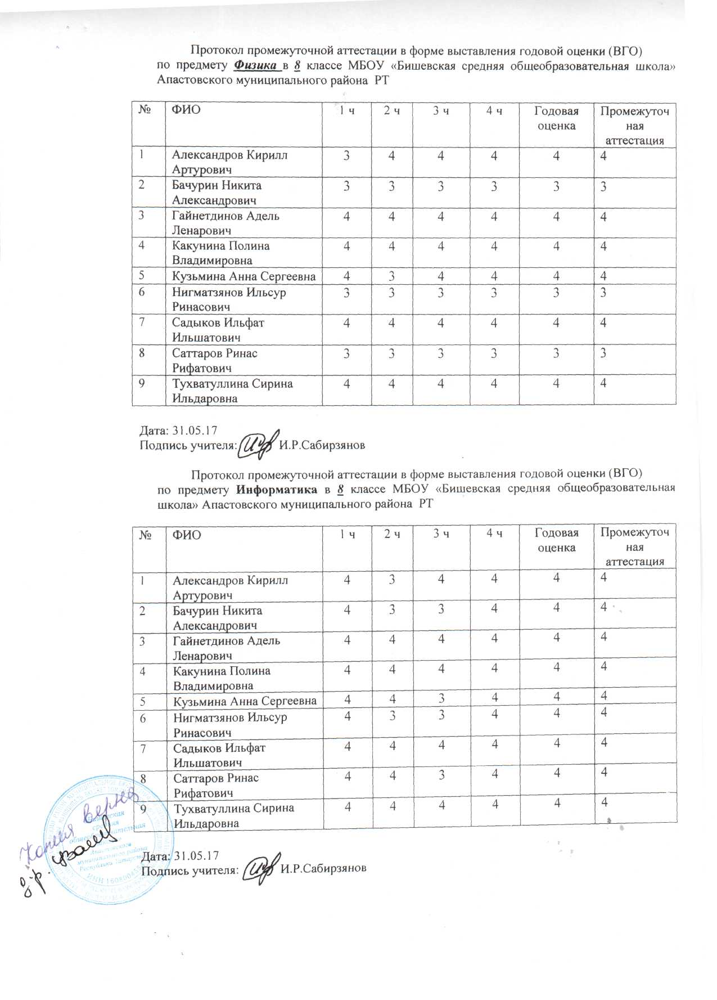 Протокол промежуточной аттестации в форме выставления годовой оценки (ВГО)
по предмету Физика в 8 классе МБОУ «Бишевская средняя общеобразовательная школа»
Апастовского муниципального района РТ
№ ФИО 1 ч 2 ч 3 ч 4 ч Годовая Промежуточ
оценка ная
аттестация
1 Александров Кирилл 3 4 4 4 4 4
Артурович
2 Бачурин Никита 3 3 3 3 3 3
Александрович
3 Гайнетдинов Адель 4 4 4 4 4 4
Ленарович
4 Какунина Полина 4 4 4 4 4 4
Владимировна
5 Кузьмина Анна Сергеевна 4 3 4 4 4 4
6 Нигматзянов Ильсур 3 3 3 3 3 3
Ринасович
7 Садыков Ильфат 4 4 4 4 4 4
Ильшатович
8 Саттаров Ринас 3 3 3 3 3 3
Рифатович
9 Тухватуллина Сирина 4 4 4 4 4 4
Ильдаровна
Дата: 31.05.17
Подпись учителя: И.Р.Сабирзянов
Протокол промежуточной аттестации в форме выставления годовой оценки (ВГО)
по предмету Информатика в 8 классе МБОУ «Бишевская средняя общеобразовательная
школа» Апастовского муниципального района РТ
№ ФИО 1 ч 2 ч 3 ч 4 ч Годовая Промежуточ
оценка ная
аттестация
1 Александров Кирилл 4 3 4 4 4 4
Артурович
2 Бачурин Никита 4 3 3 4 4 4
Александрович
3 Гайнетдинов Адель 4 4 4 4 4 4
Ленарович
4 Какунина Полина 4 4 4 4 4 4
Владимировна
5 Кузьмина Анна Сергеевна 4 4 3 4 4 4
6 Нигматзянов Ильсур 4 3 3 4 4 4
Ринасович
7 Садыков Ильфат 4 4 4 4 4 4
Ильшатович
8 Саттаров Ринас 4 4 3 4 4 4
Рифатович
9 Тухватуллина Сирина 4 4 4 4 4 4
Ильдаровна
Дата: 31.05.17
Подпись учителя: И.Р.Сабирзянов
Копия верна
Бишевская
средняя
общеобразовательная
Апастовского
муниципального района
Республики Татарстан